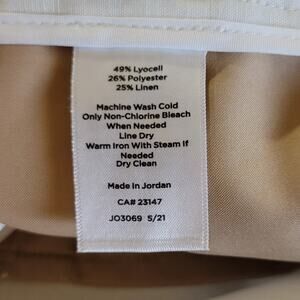 49% Lyocell
26% Polyester
25% Linen
Machine Wash Cold
Only Non-Chlorine Bleach
When Needed
Line Dry
Warm Iron With Steam If
Needed
Dry Clean
Made In Jordan
CA# 23147
JO3069 5/21